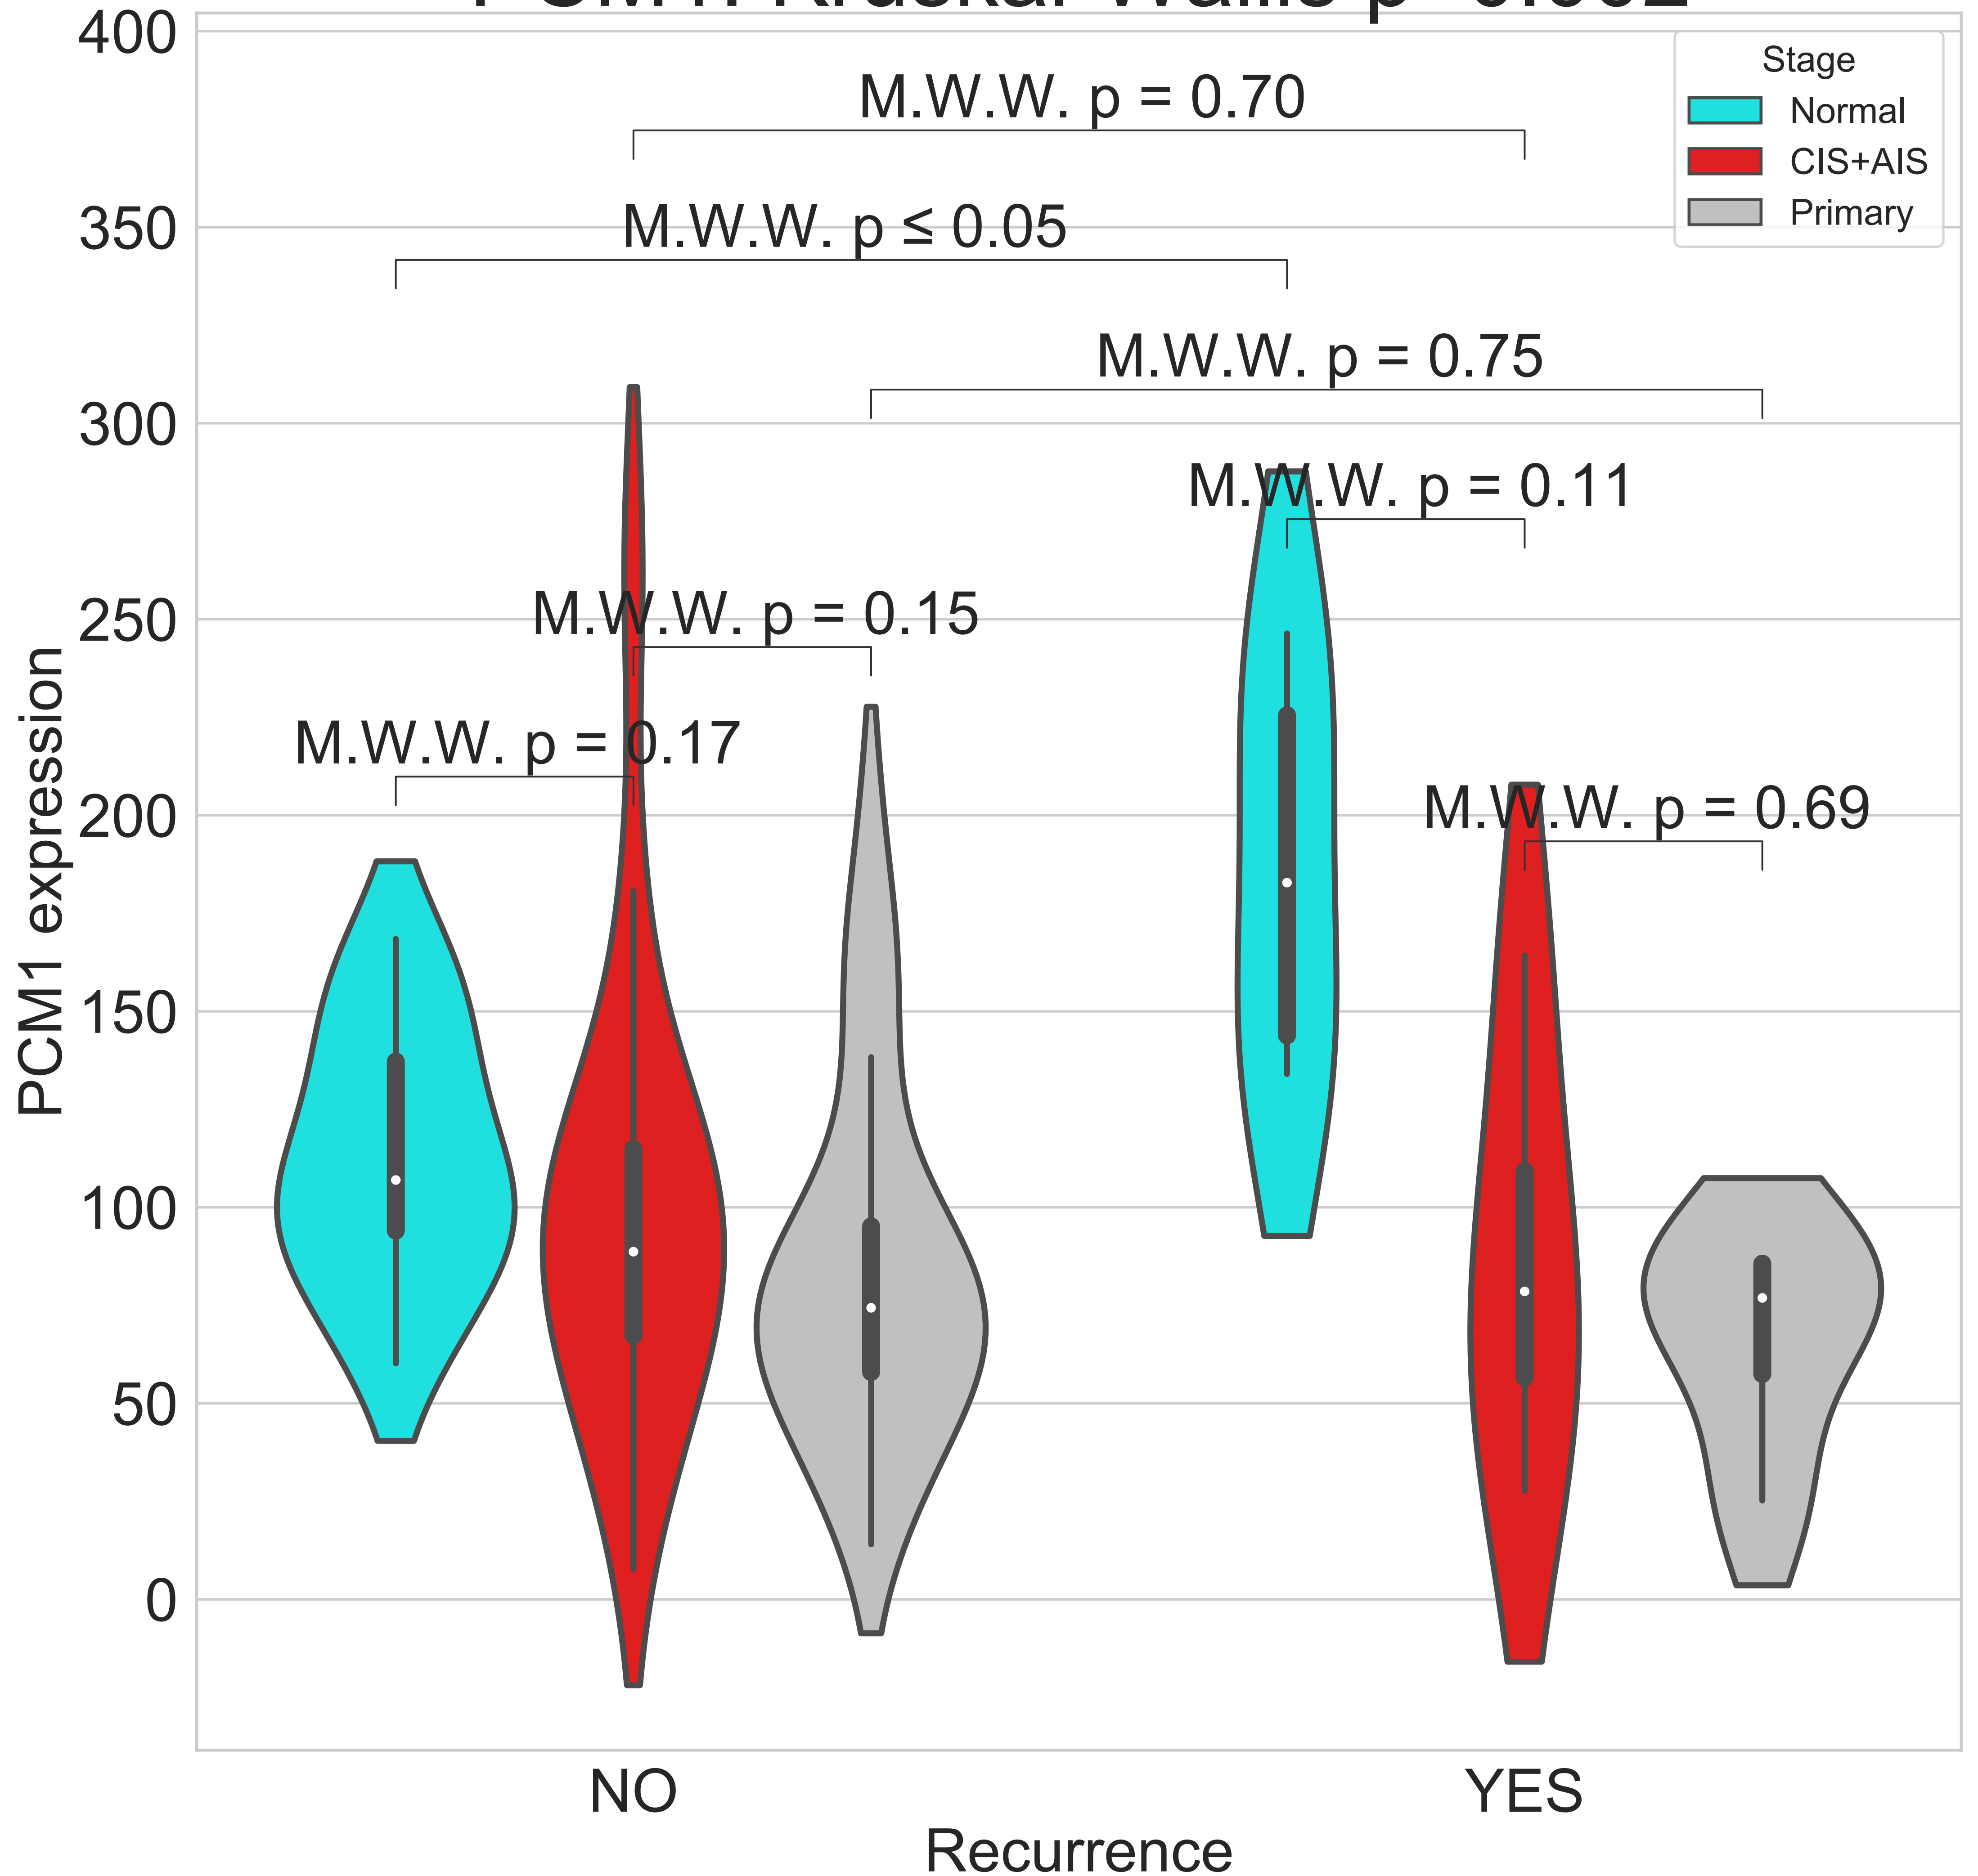 400
Stage
Normal
CIS+AIS
Primary
M.W.W. p = 0.70
350
M.W.W. p ≤ 0.05
M.W.W. p = 0.75
300
M.W.W. p = 0.11
250
M.W.W. p = 0.15
M.W.W. p = 0.17
200
M.W.W. p = 0.69
150
100
50
0
PCM1 expression
NO
YES
Recurrence